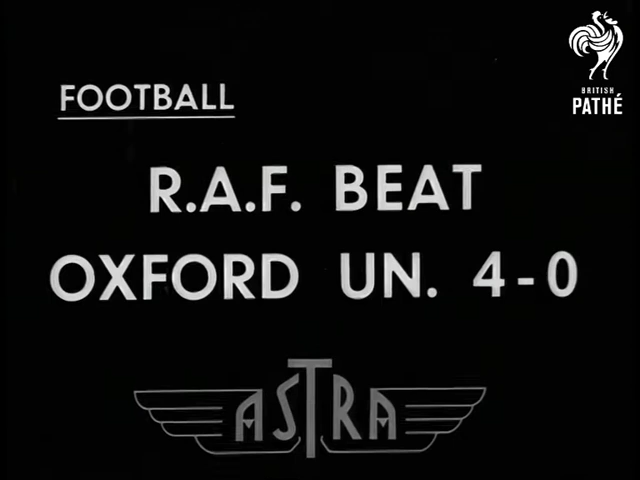 FOOTBALL
BRITISH
PATHÉ
R.A.F. BEAT
OXFORD UN. 4-0
ASTRA